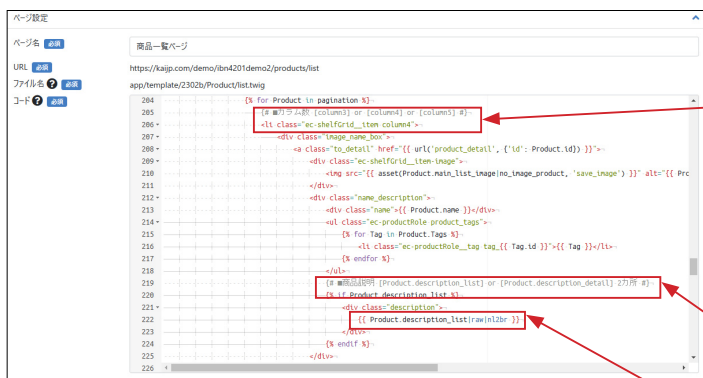 ページ設定
ページ名 必須 商品一覧ページ
URL 必須 https://kaijp.com/demo/ibn4201demo2/products/list
ファイル名 ? 必須 app/template/2302b/Product/list.twig
コード ? 必須
204 {% for Product in pagination %}
205 {# ■カラム数 [column3] or [column4] or [column5] #}
206 <li class="ec-shelfGrid__item column4">
207 <div class="image_name_box">
208 <a class="to_detail" href="{{ url('product_detail', {'id': Product.id}) }}">
209 <div class="ec-shelfGrid__item-image">
210 <img src="{{ asset(Product.main_list_image|no_image_product, 'save_image') }}" alt="{{ Prc
211 </div>
212 <div class="name_description">
213 <div class="name">{{ Product.name }}</div>
214 <ul class="ec-productRole product_tags">
215 {% for Tag in Product.Tags %}
216 <li class="ec-productRole__tag tag_{{ Tag.id }}">{{ Tag }}</li>
217 {% endfor %}
218 </ul>
219 {# ■商品説明 [Product.description_list] or [Product.description_detail] 2カ所 #}
220 {% if Product.description_list %}
221 <div class="description">
222 {{ Product.description_list|raw|nl2br }}
223 </div>
224 {% endif %}
225 </div>
226